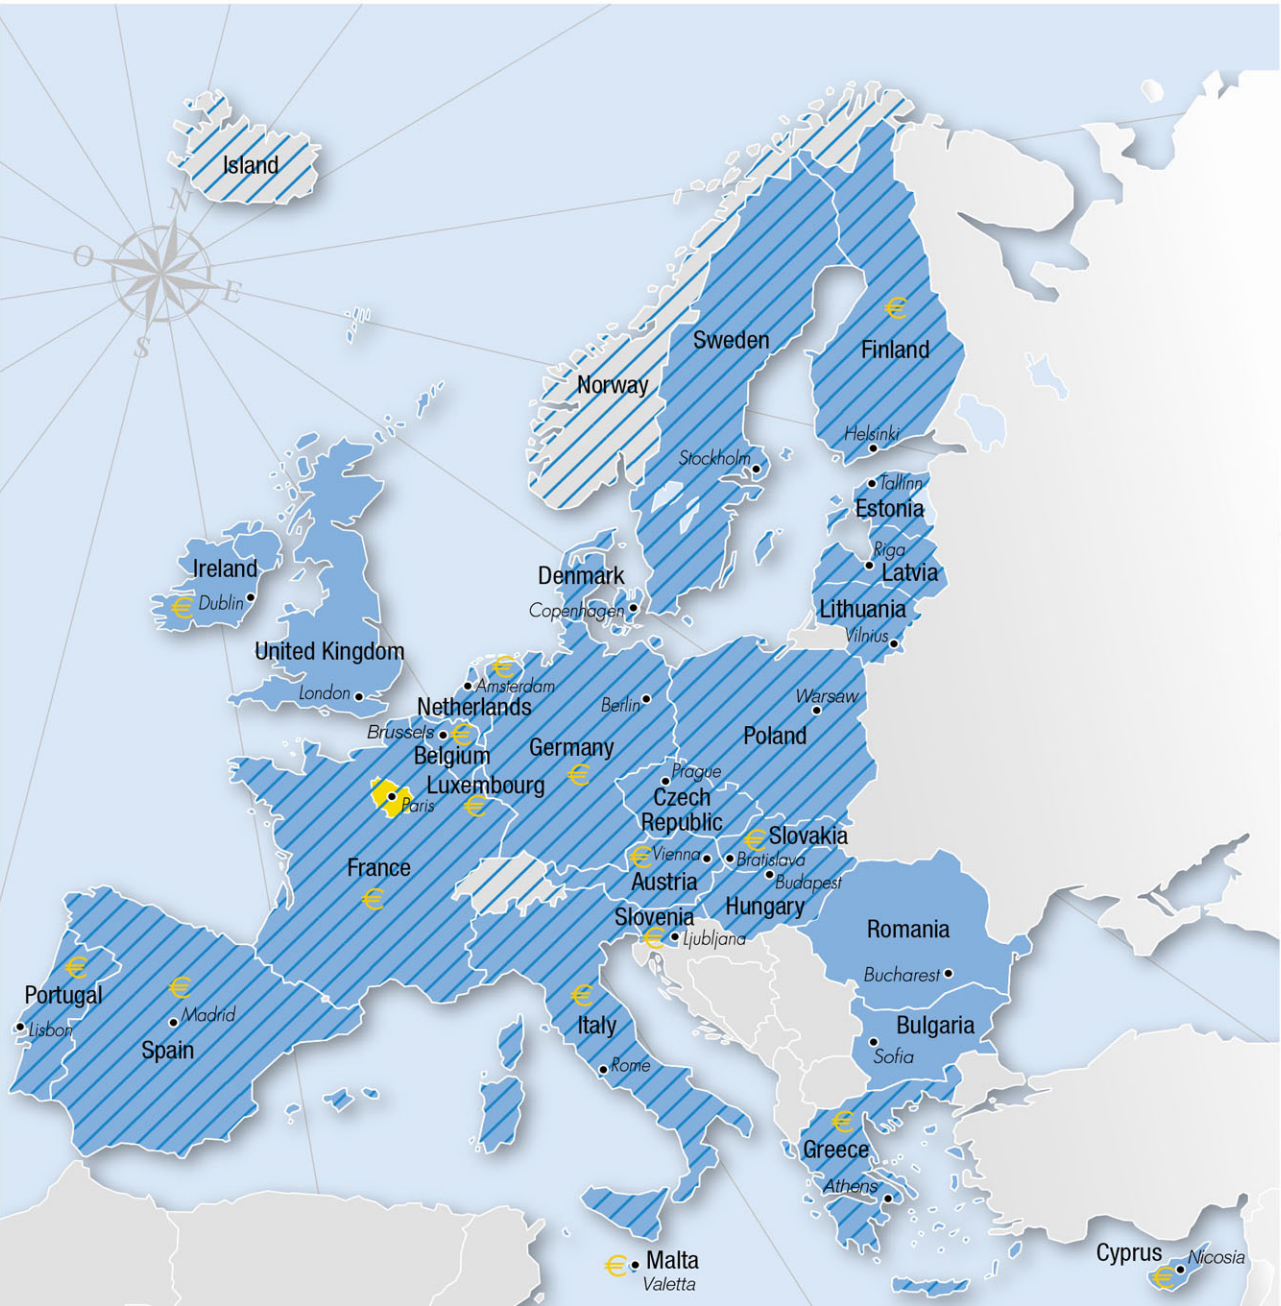 Island
N
O
E
S
Sweden
€
Finland
Norway
Helsinki
Stockholm
Tallinn
Estonia
Riga
Latvia
Ireland
Denmark
€
Dublin
Copenhagen
Lithuania
Vilnius
United Kingdom
London
€
Amsterdam
Netherlands
Berlin
Warsaw
Brussels
€
Belgium
Germany
€
Poland
Luxembourg
€
Paris
Prague
Czech
Republic
€
Slovakia
€
Vienna
Bratislava
France
€
Austria
Budapest
Hungary
Slovenia
€
Ljubljana
Romania
Bucharest
€
Portugal
Lisbon
€
Madrid
Spain
€
Italy
Rome
Bulgaria
Sofia
€
Greece
Athens
€
Malta
Valetta
Cyprus
€
Nicosia